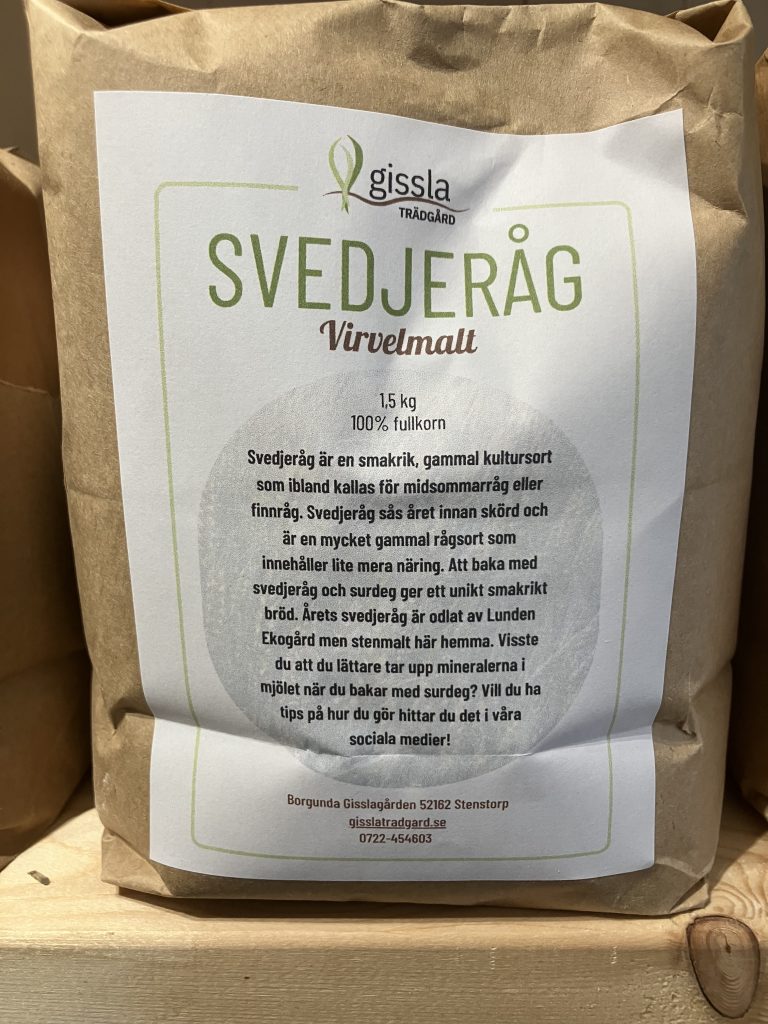 gissla
TRÄDGÅRD
SVEDJERÅG
Virvelmalt
1,5 kg
100% fullkorn
Svedjeråg är en smakrik, gammal kultursort
som ibland kallas för midsommarråg eller
finnråg. Svedjeråg sås året innan skörd och
är en mycket gammal rågsort som
innehåller lite mera näring. Att baka med
svedjeråg och surdeg ger ett unikt smakrikt
bröd. Årets svedjeråg är odlat av Lunden
Ekogård men stenmalt här hemma. Visste
du att du lättare tar upp mineralerna i
mjölet när du bakar med surdeg? Vill du ha
tips på hur du gör hittar du det i våra
sociala medier!
Borgunda Gisslagården 52162 Stenstorp
gisslatradgard.se
0722-454603